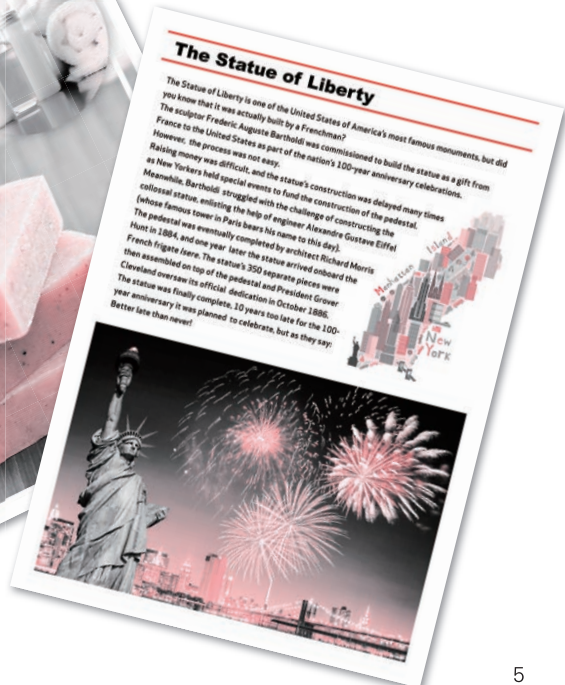 The Statue of Liberty
The Statue of Liberty is one of the United States of America's most famous monuments, but did
you know that it was actually built by a Frenchman?
The sculptor Frederic Auguste Bartholdi was commissioned to build the statue as a gift from
France to the United States as part of the nation's 100-year anniversary celebrations.
However, the process was not easy.
Raising money was difficult, and the statue's construction was delayed many times
as New Yorkers held special events to fund the construction of the pedestal.
Meanwhile, Bartholdi struggled with the challenge of constructing the
collossal statue, enlisting the help of engineer Alexandre Gustave Eiffel
(whose famous tower in Paris bears his name to this day).
The pedestal was eventually completed by architect Richard Morris
Hunt in 1884, and one year later the statue arrived onboard the
French frigate Isere. The statue's 350 separate pieces were
then assembled on top of the pedestal and President Grover
Cleveland oversaw its official dedication in October 1886.
The statue was finally complete, 10 years too late for the 100-
year anniversary it was planned to celebrate, but as they say:
Better late than never!
Manhattan Island
New
York
5